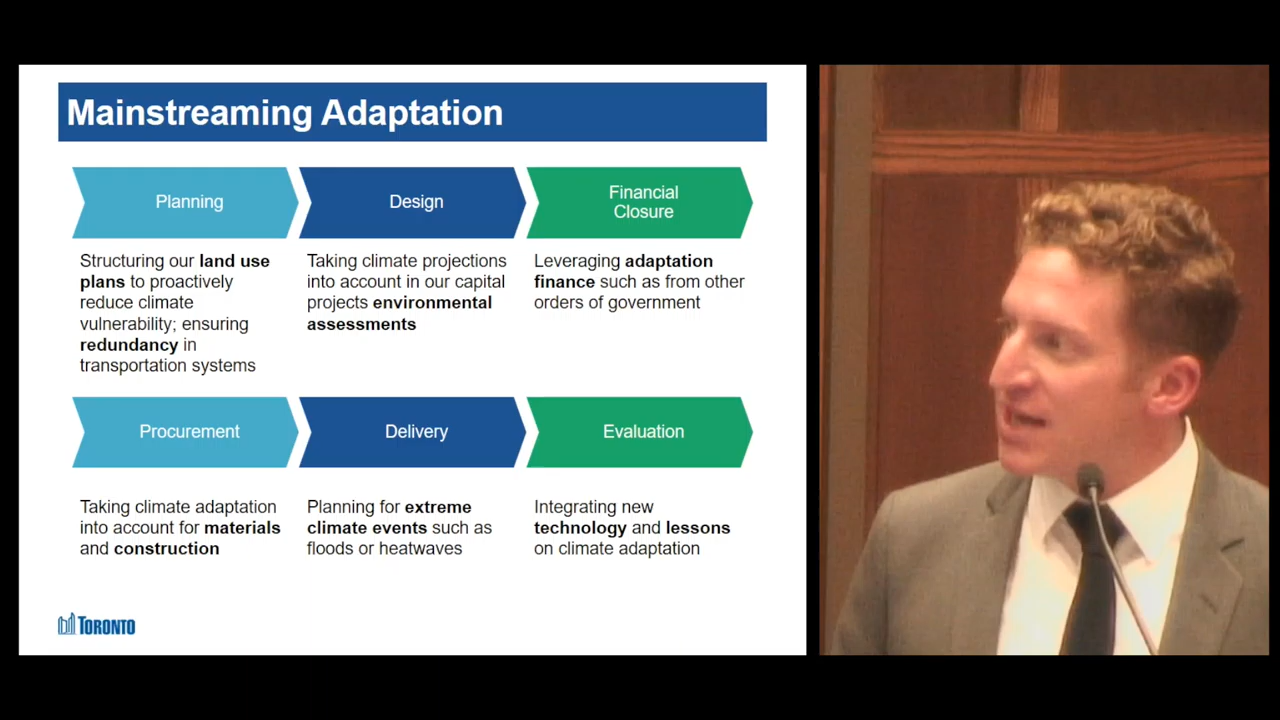 Mainstreaming Adaptation
Planning
Design
Financial
Closure
Structuring our land use
plans to proactively
reduce climate
vulnerability; ensuring
redundancy in
transportation systems
Taking climate projections
into account in our capital
projects environmental
assessments
Leveraging adaptation
finance such as from other
orders of government
Procurement
Delivery
Evaluation
Taking climate adaptation
into account for materials
and construction
Planning for extreme
climate events such as
floods or heatwaves
Integrating new
technology and lessons
on climate adaptation
TORONTO